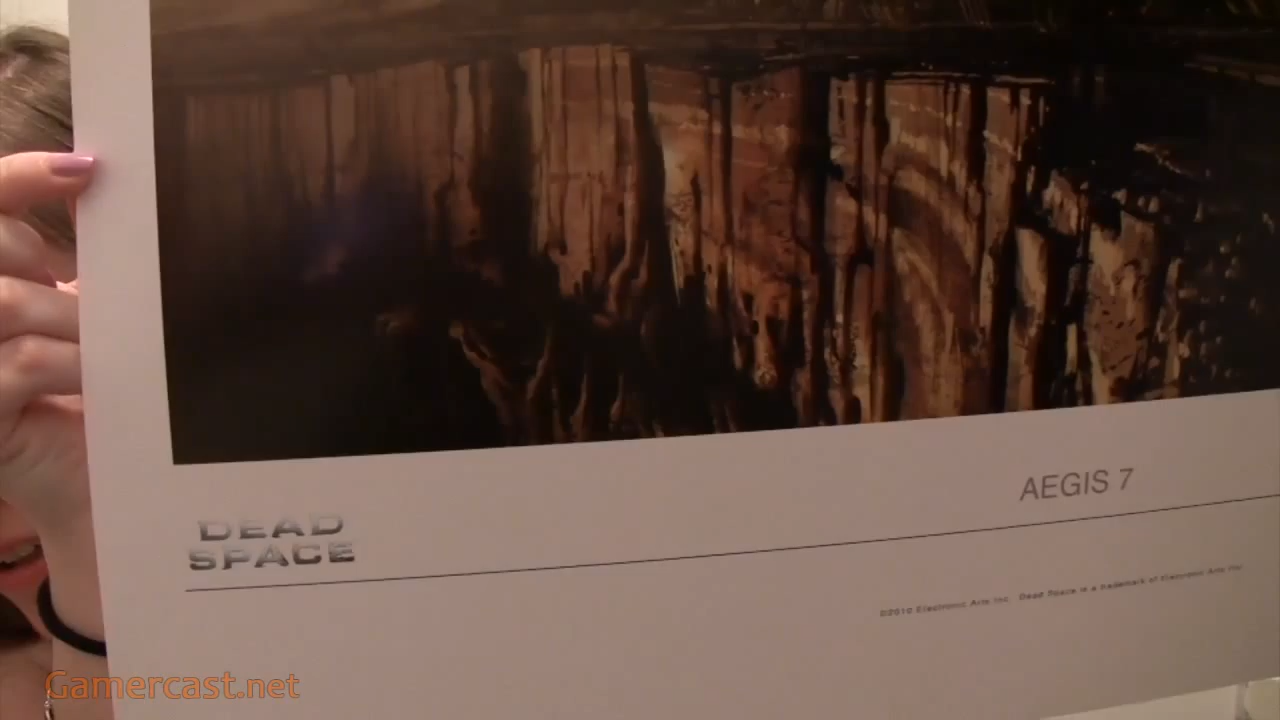 AEGIS 7
DEAD
SPACE
©2010 Electronic Arts Inc. Dead Space is a trademark of Electronic Arts Inc.
Gamercast.net